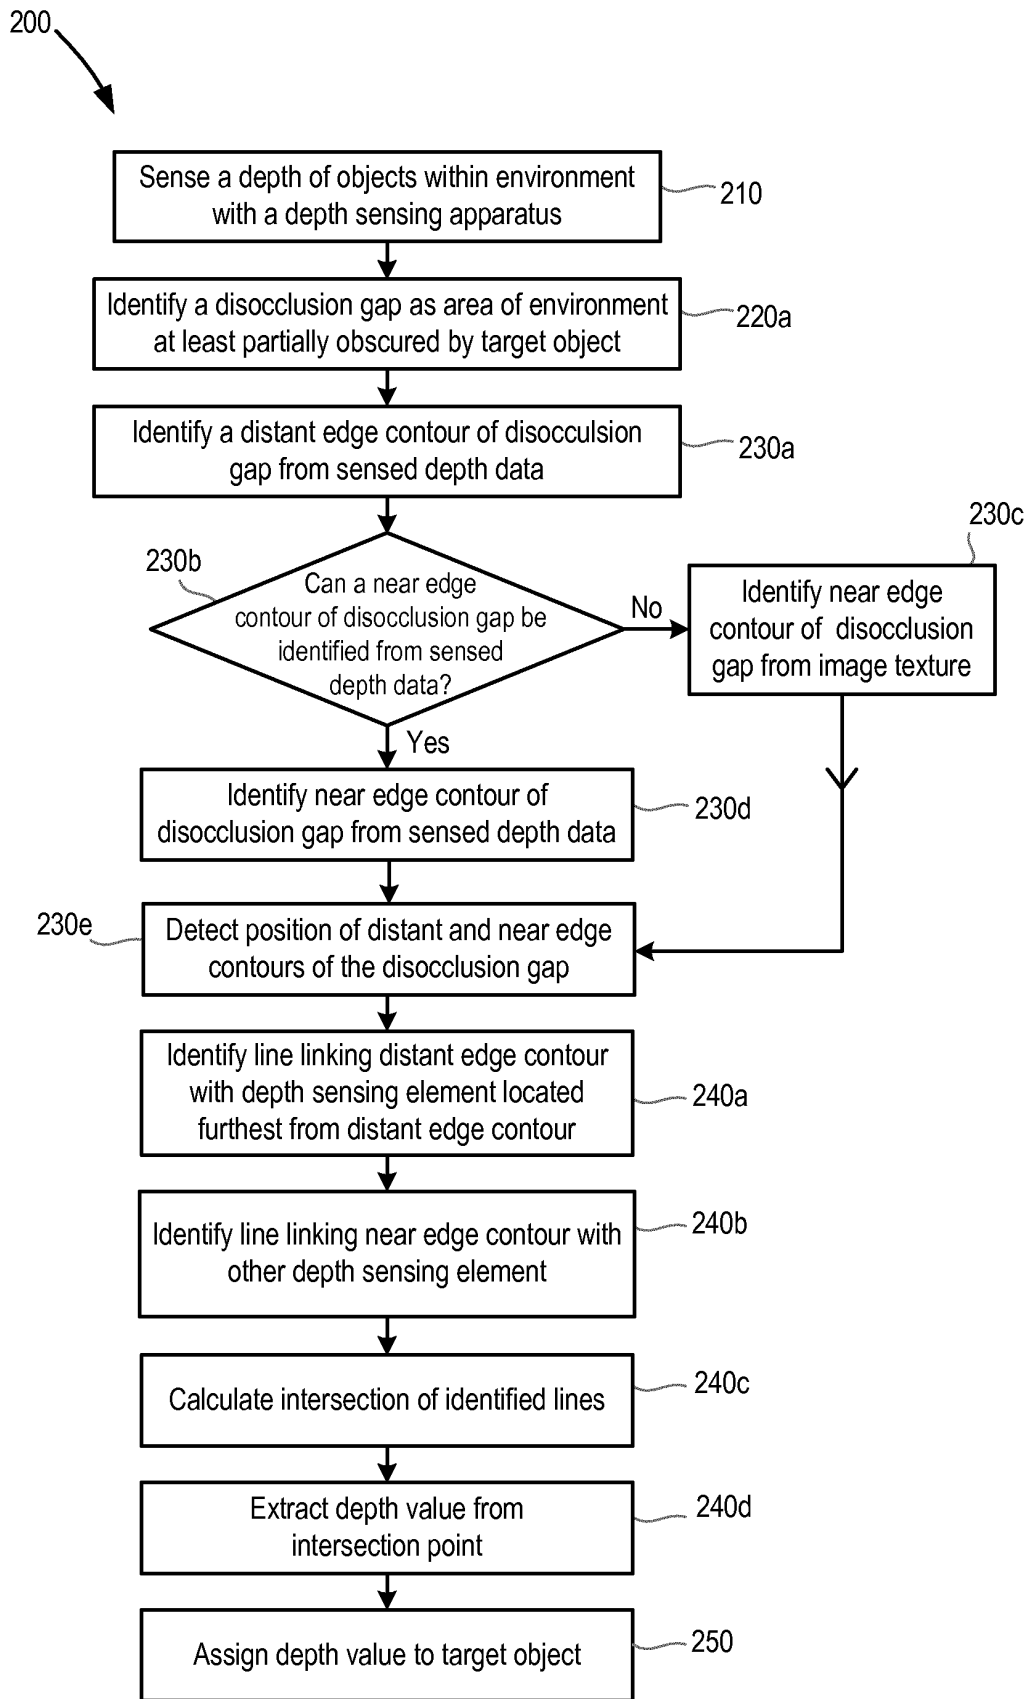 200
Sense a depth of objects within environment
with a depth sensing apparatus
210
Identify a disocclusion gap as area of environment
at least partially obscured by target object
220a
Identify a distant edge contour of disocculsion
gap from sensed depth data
230a
230b
Can a near edge
contour of disocclusion gap be
identified from sensed
depth data?
No
230c
Identify near edge
contour of disocclusion
gap from image texture
Yes
Identify near edge contour of
disocclusion gap from sensed depth data
230d
230e
Detect position of distant and near edge
contours of the disocclusion gap
Identify line linking distant edge contour
with depth sensing element located
furthest from distant edge contour
240a
Identify line linking near edge contour with
other depth sensing element
240b
Calculate intersection of identified lines
240c
Extract depth value from
intersection point
240d
Assign depth value to target object
250